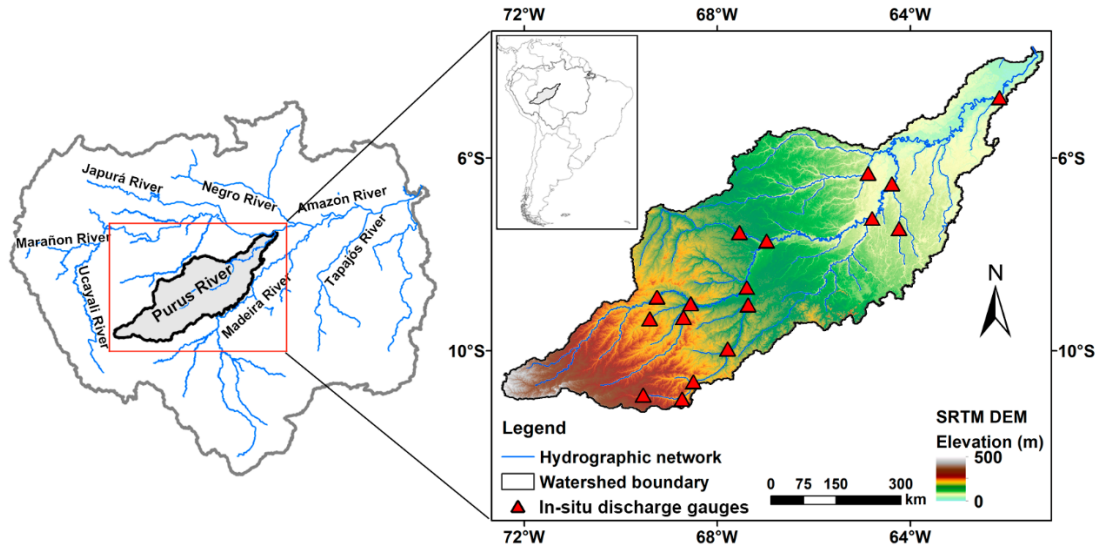 72°W 68°W 64°W
6°S
10°S
Japurá River
Negro River
Amazon River
Marañon River
Ucayali River
Purus River
Madeira River
Tapajós River
6°S
N
10°S
Legend
Hydrographic network
Watershed boundary
In-situ discharge gauges
0 75 150 300
km
SRTM DEM
Elevation (m)
500
0
72°W 68°W 64°W